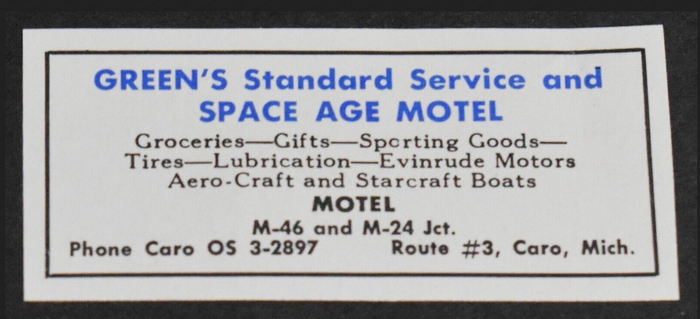 GREEN'S Standard Service and
SPACE AGE MOTEL
Groceries—Gifts—Sporting Goods—
Tires—Lubrication—Evinrude Motors
Aero-Craft and Starcraft Boats
MOTEL
M-46 and M-24 Jct.
Phone Caro OS 3-2897 Route #3, Caro, Mich.